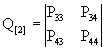 Q[2] = |P33 P34|
|P43 P44|